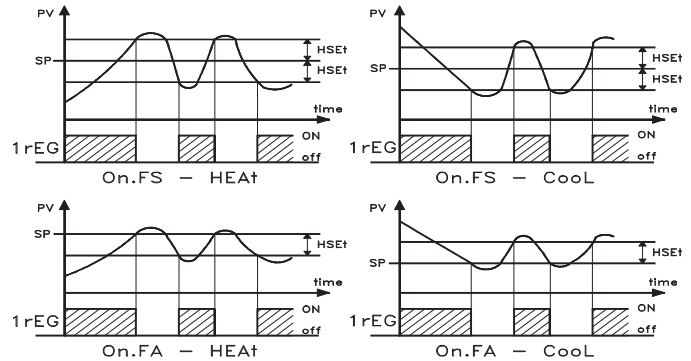 PV
HSEt
SP
HSEt
time
1rEG
ON
off
On.FS – HEAt
PV
HSEt
SP
HSEt
time
1rEG
ON
off
On.FS – CooL
PV
SP
HSEt
time
1rEG
ON
off
On.FA – HEAt
PV
HSEt
SP
time
1rEG
ON
off
On.FA – CooL